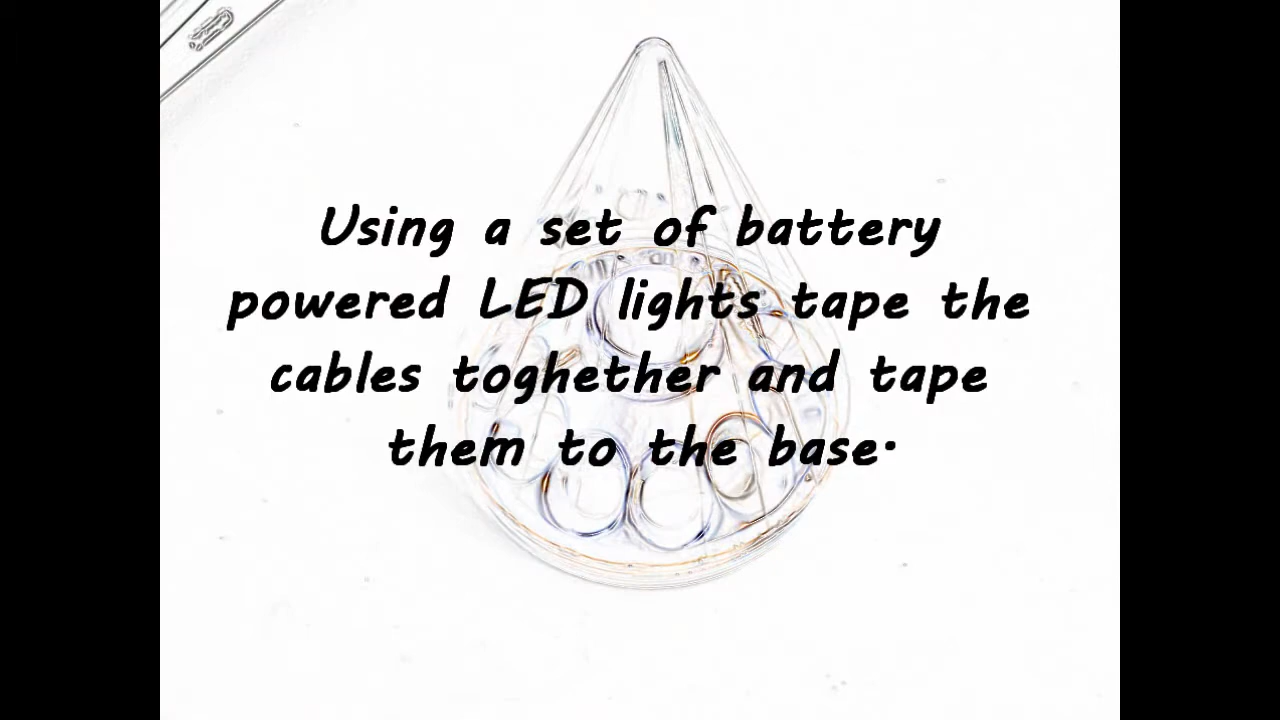 Using a set of battery
powered LED lights tape the
cables toghether and tape
them to the base.